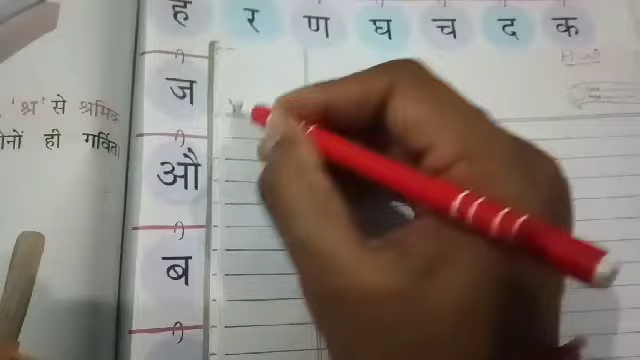 ह र ण घ च द क
'श्र' से श्रमिक
ही गर्वित।
ज
औ
ब